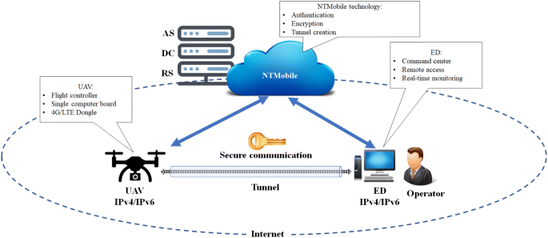 NTMobile technology:
• Authentication
• Encryption
• Tunnel creation
AS
DC
RS
NTMobile
ED:
• Command center
• Remote access
• Real-time monitoring
UAV:
• Flight controller
• Single computer board
• 4G/LTE Dongle
Secure communication
Tunnel
UAV
IPv4/IPv6
ED
IPv4/IPv6
Operator
Internet